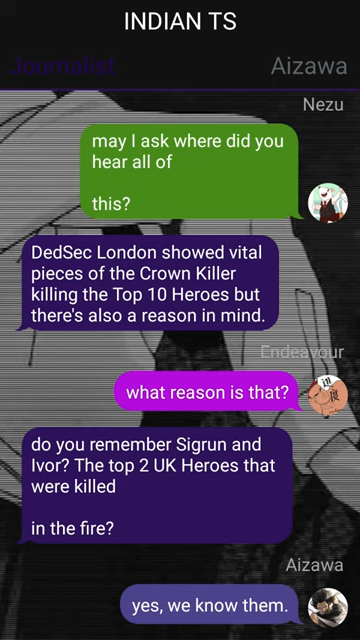 INDIAN TS
Journalist
Aizawa
Nezu
may I ask where did you
hear all of
this?
DedSec London showed vital
pieces of the Crown Killer
killing the Top 10 Heroes but
there's also a reason in mind.
Endeavour
what reason is that?
do you remember Sigrun and
Ivor? The top 2 UK Heroes that
were killed
in the fire?
Aizawa
yes, we know them.